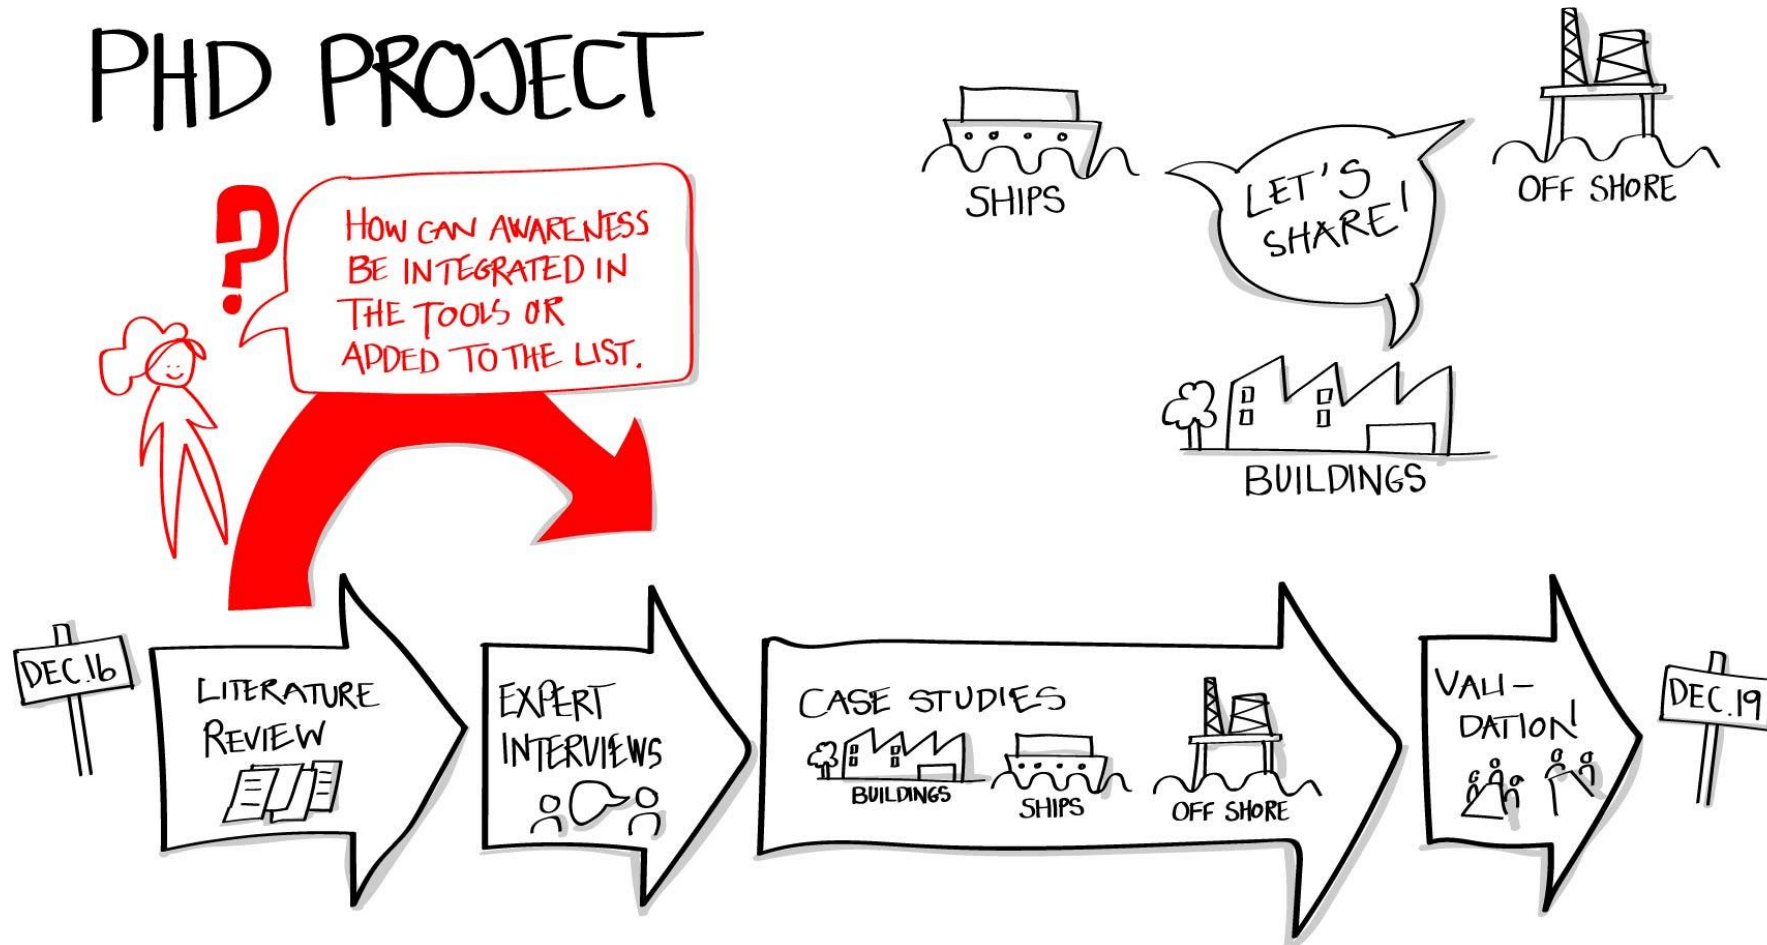 PHD PROJECT
?
HOW CAN AWARENESS
BE INTEGRATED IN
THE TOOLS OR
ADDED TO THE LIST.
SHIPS
LET'S
SHARE!
OFF SHORE
BUILDINGS
DEC.16
LITERATURE
REVIEW
EXPERT
INTERVIEWS
CASE STUDIES
BUILDINGS
SHIPS
OFF SHORE
VALI-
DATION!
DEC.19